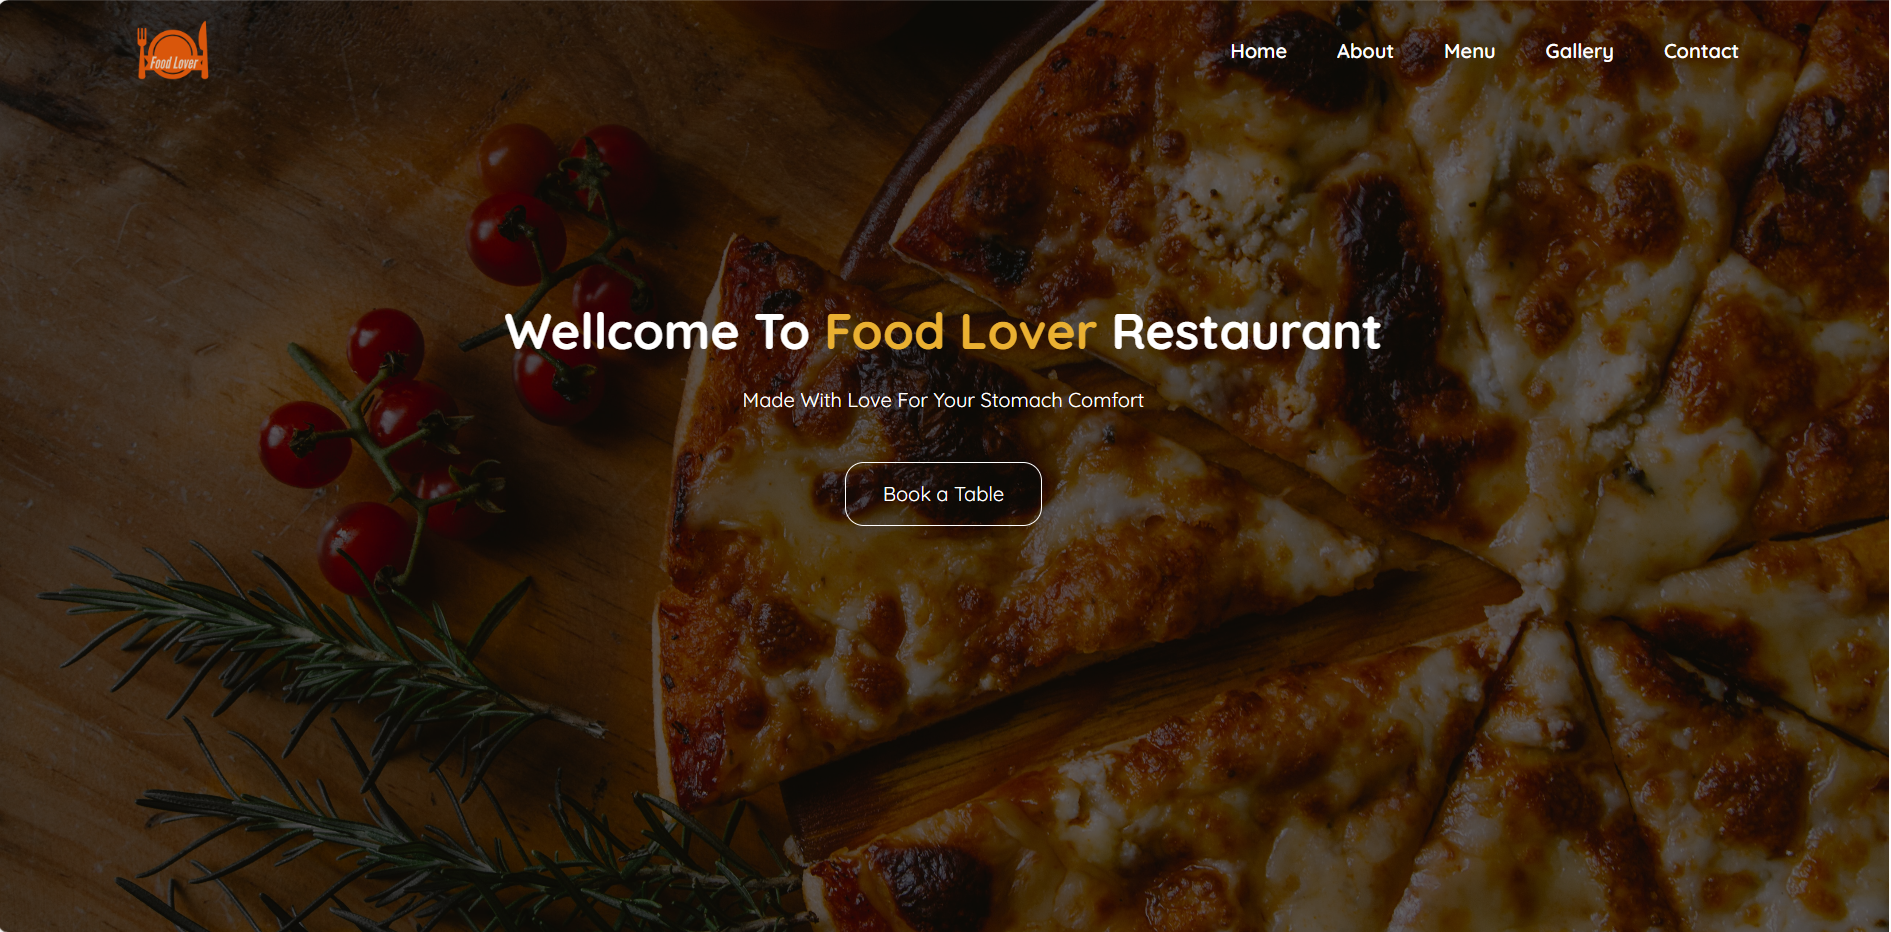 Food Lover
Home About Menu Gallery Contact
Wellcome To Food Lover Restaurant
Made With Love For Your Stomach Comfort
Book a Table